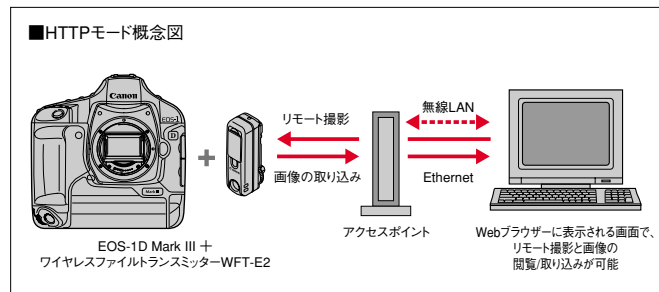 ■HTTPモード概念図
Canon
EOS-1
D
Mark III
リモート撮影
画像の取り込み
無線LAN
Ethernet
アクセスポイント
EOS-1D Mark III ＋
ワイヤレスファイルトランスミッターWFT-E2
Webブラウザーに表示される画面で、
リモート撮影と画像の
閲覧/取り込みが可能